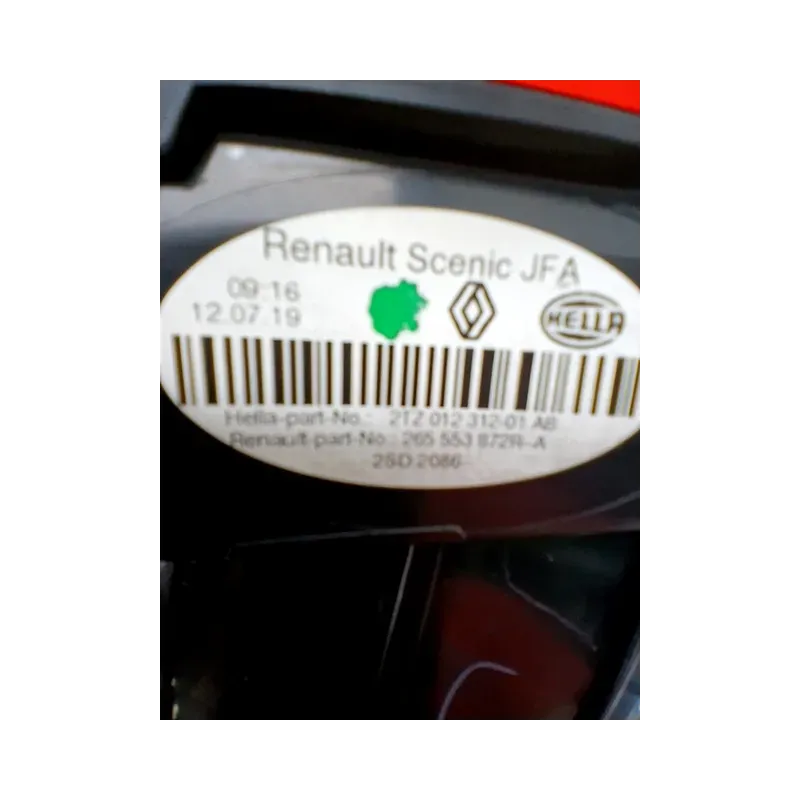 Renault Scenic JFA
09:16
12.07.19
HELLA
Hella-part-No.: 2TZ 012 312-01 AB
Renault-part-No.: 265 553 872R-A
2SD 2086